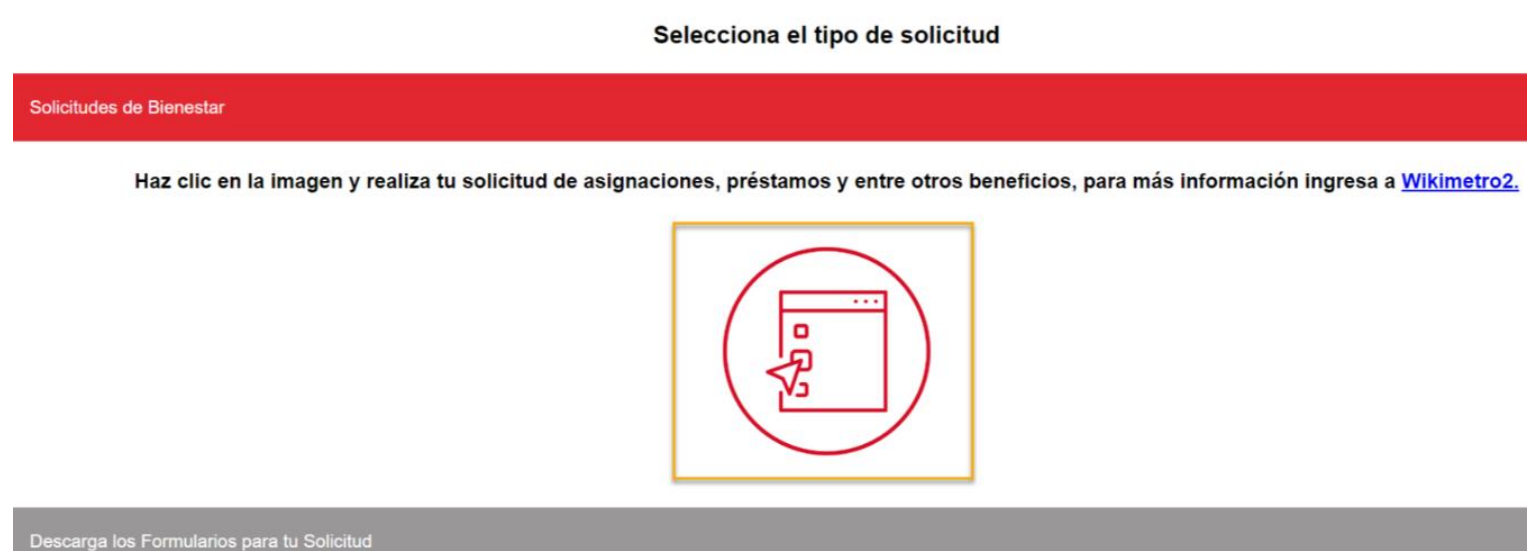 Selecciona el tipo de solicitud
Solicitudes de Bienestar
Haz clic en la imagen y realiza tu solicitud de asignaciones, préstamos y entre otros beneficios, para más información ingresa a Wikimetro2.
Descarga los Formularios para tu Solicitud